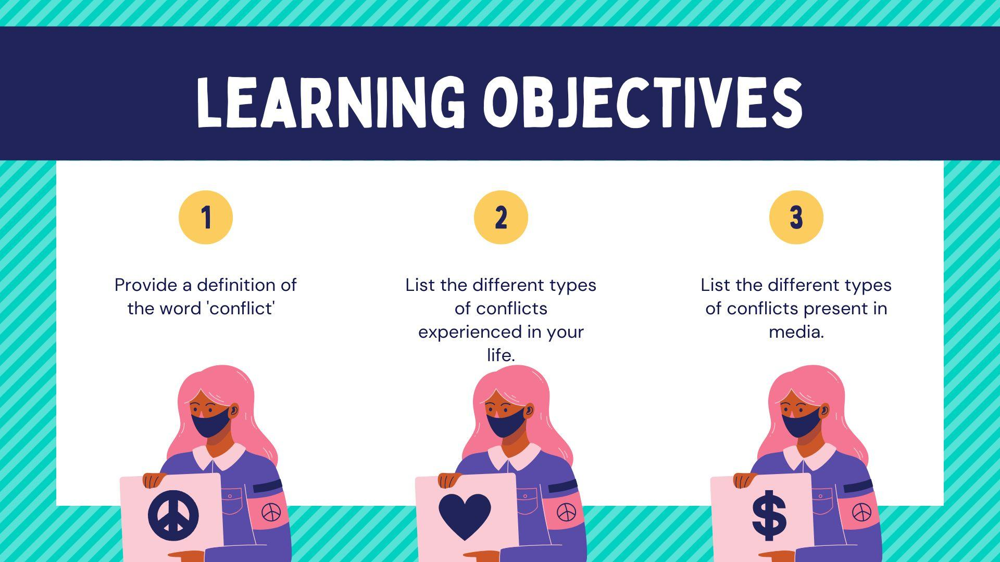 LEARNING OBJECTIVES
1
Provide a definition of
the word 'conflict'
2
List the different types
of conflicts
experienced in your
life.
3
List the different types
of conflicts present in
media.
$